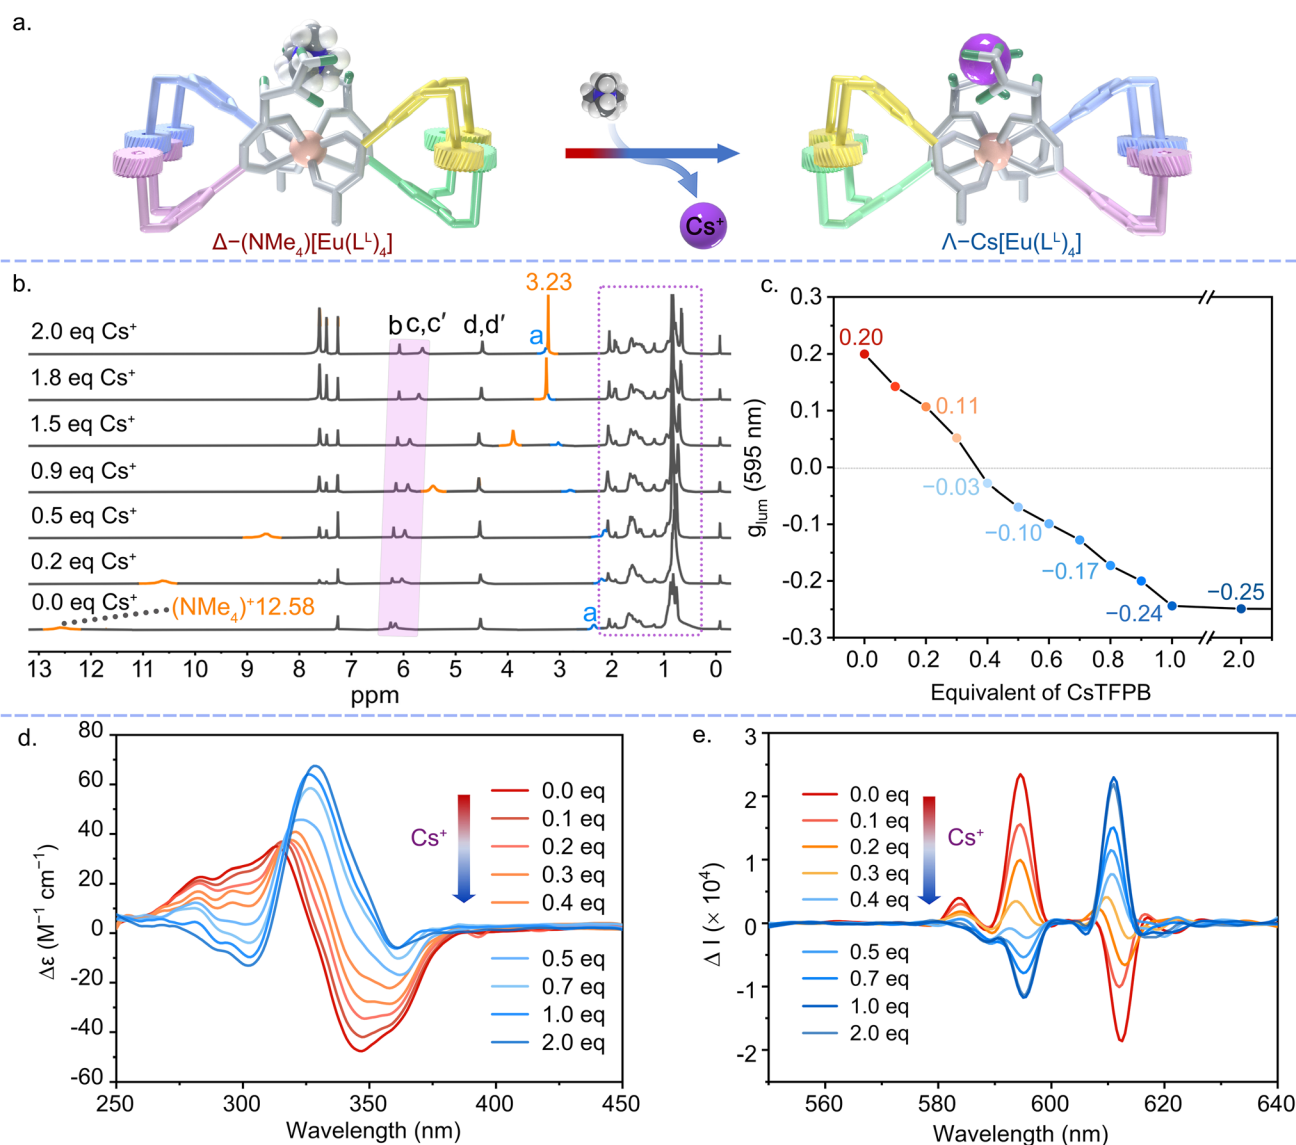 a.
Cs⁺
Δ−(NMe₄)[Eu(Lᴸ)₄]
Λ−Cs[Eu(Lᴸ)₄]
b.
3.23
2.0 eq Cs⁺
b c,c′
d,d′
a
1.8 eq Cs⁺
1.5 eq Cs⁺
0.9 eq Cs⁺
0.5 eq Cs⁺
0.2 eq Cs⁺
0.0 eq Cs⁺
(NMe₄)⁺12.58
a
13 12 11 10 9 8 7 6 5 4 3 2 1 0
ppm
c.
0.3
0.2
0.1
0.0
-0.1
-0.2
-0.3
g_lum (595 nm)
0.20
0.11
−0.03
−0.10
−0.17
−0.24
−0.25
0.0 0.2 0.4 0.6 0.8 1.0 2.0
Equivalent of CsTFPB
d.
80
60
40
20
0
-20
-40
-60
Δε (M⁻¹ cm⁻¹)
Cs⁺
0.0 eq
0.1 eq
0.2 eq
0.3 eq
0.4 eq
0.5 eq
0.7 eq
1.0 eq
2.0 eq
250 300 350 400 450
Wavelength (nm)
e.
3
2
1
0
-1
-2
Δ I (× 10⁴)
0.0 eq
0.1 eq
0.2 eq
0.3 eq
0.4 eq
Cs⁺
0.5 eq
0.7 eq
1.0 eq
2.0 eq
560 580 600 620 640
Wavelength (nm)